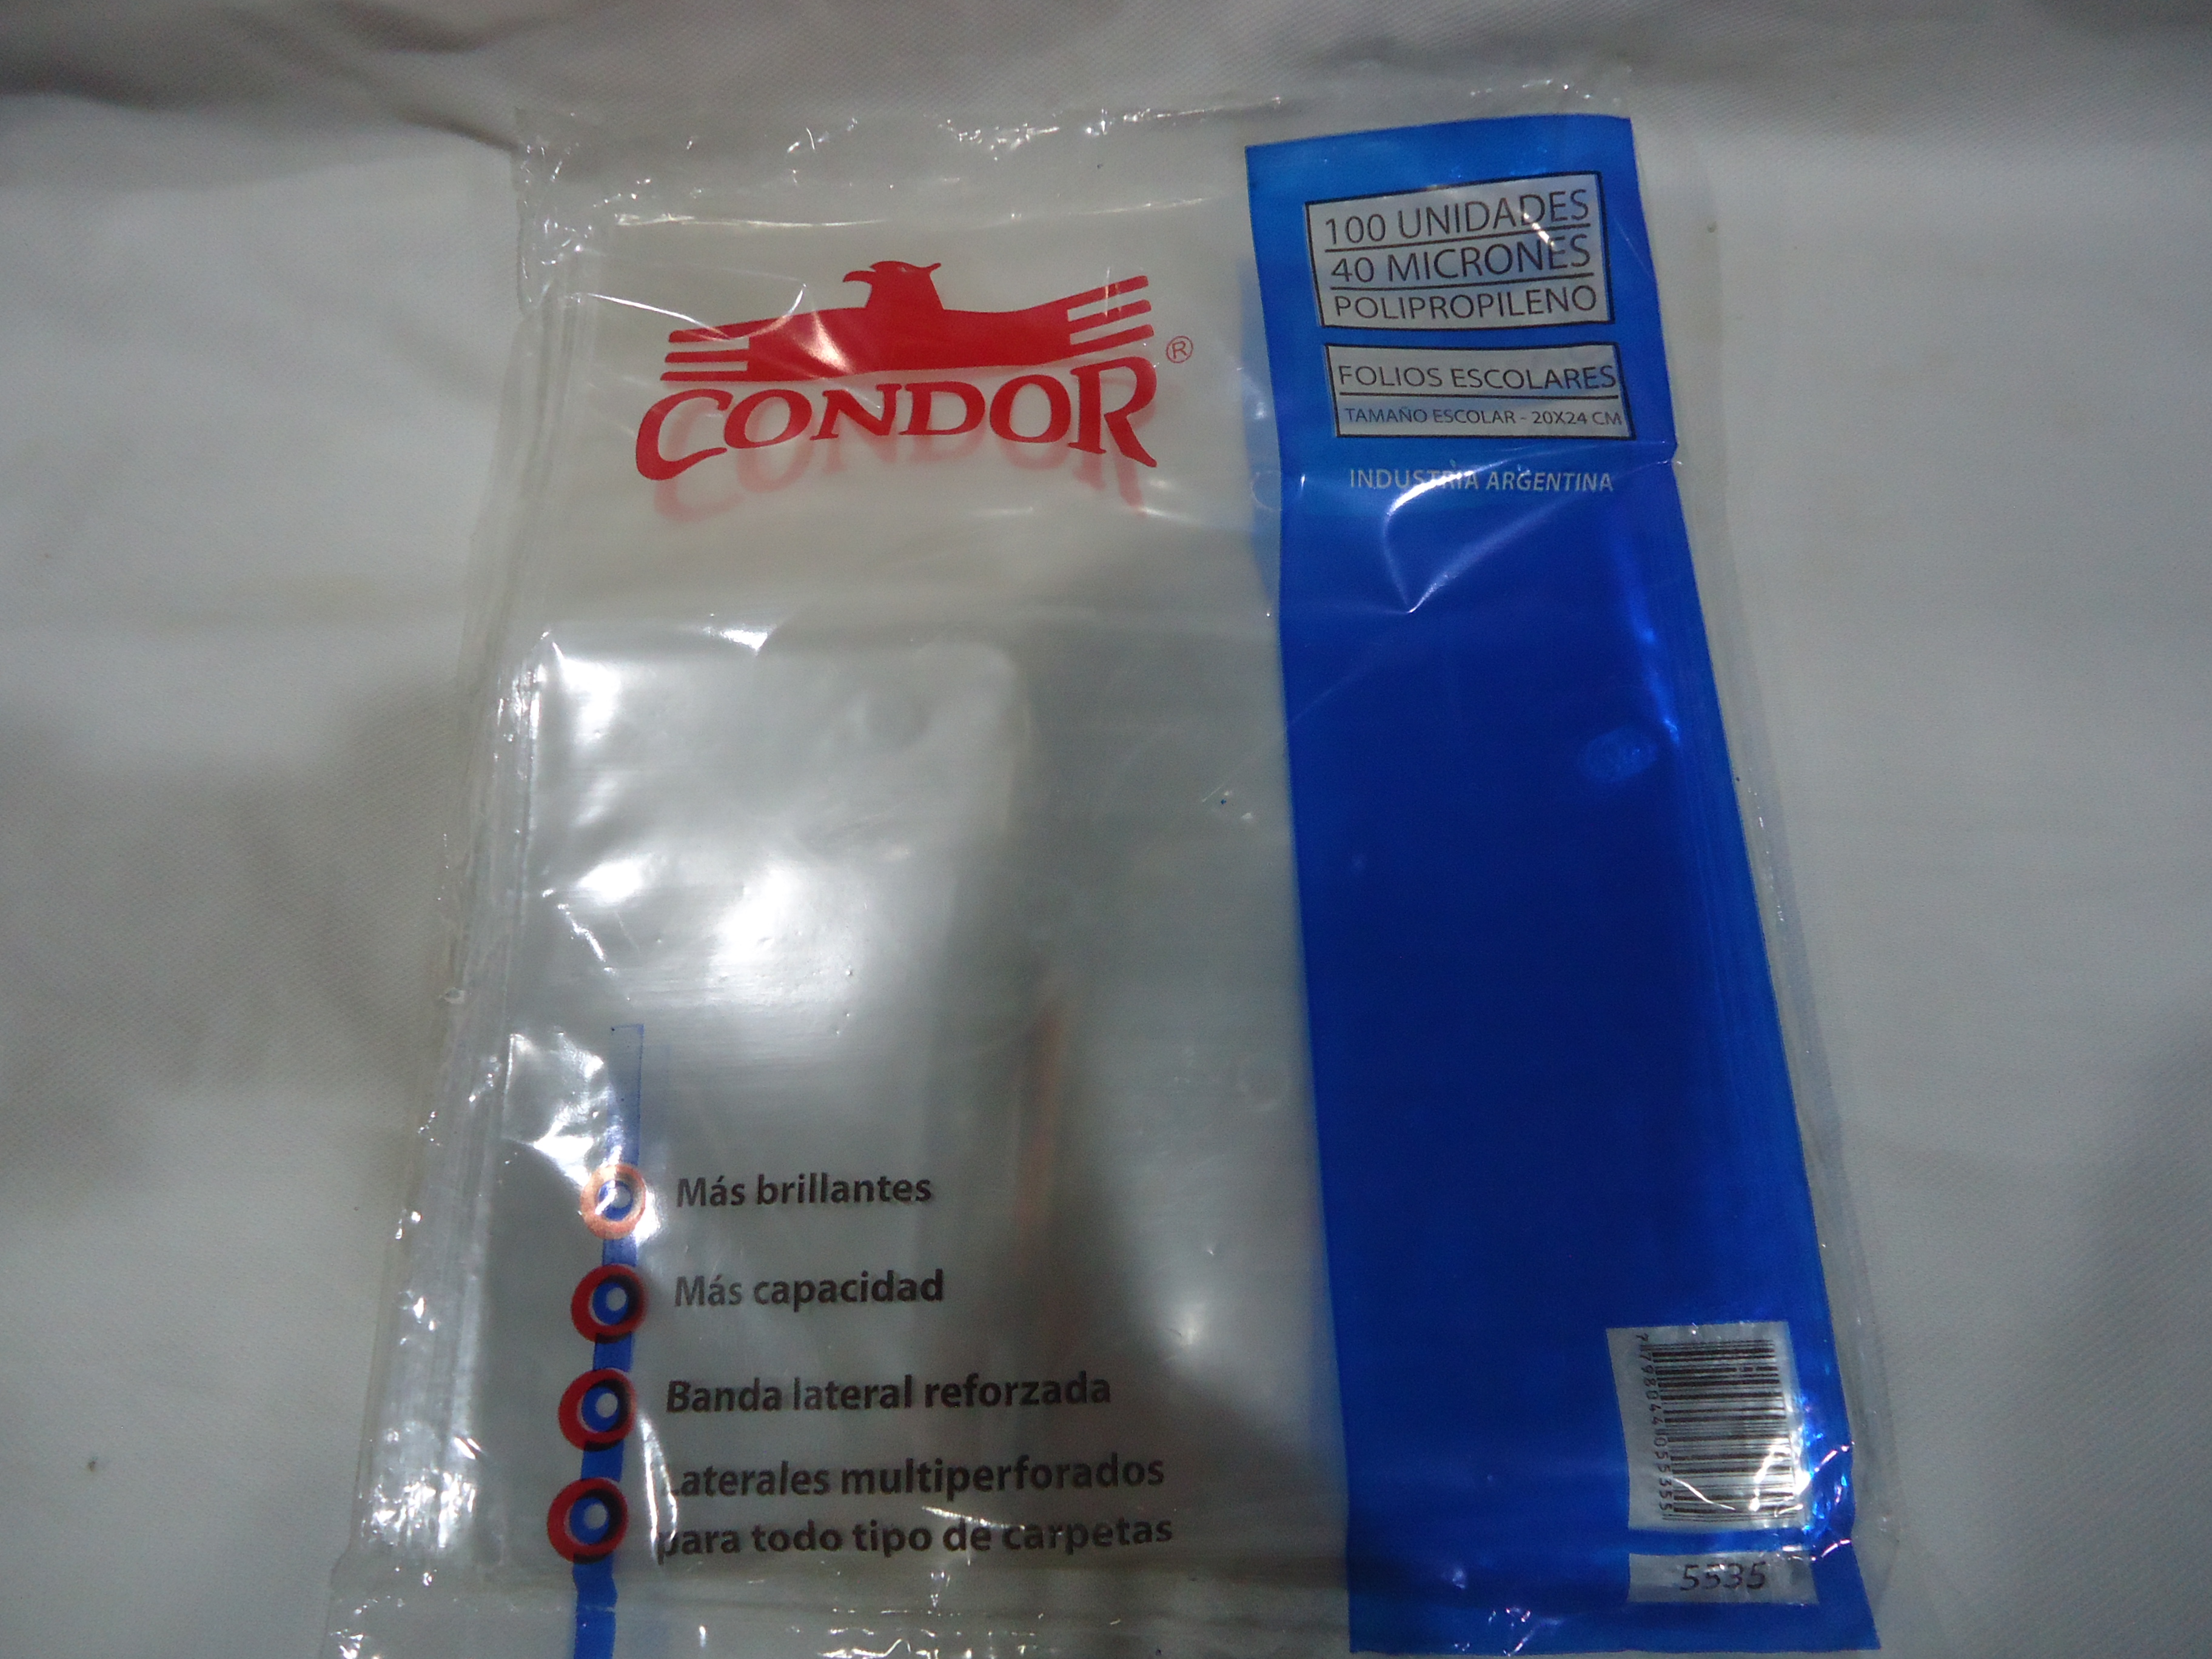 CONDOR ®
100 UNIDADES
40 MICRONES
POLIPROPILENO
FOLIOS ESCOLARES
TAMAÑO ESCOLAR - 20X24 CM
INDUSTRIA ARGENTINA
Más brillantes
Más capacidad
Banda lateral reforzada
Laterales multiperforados
para todo tipo de carpetas
5535